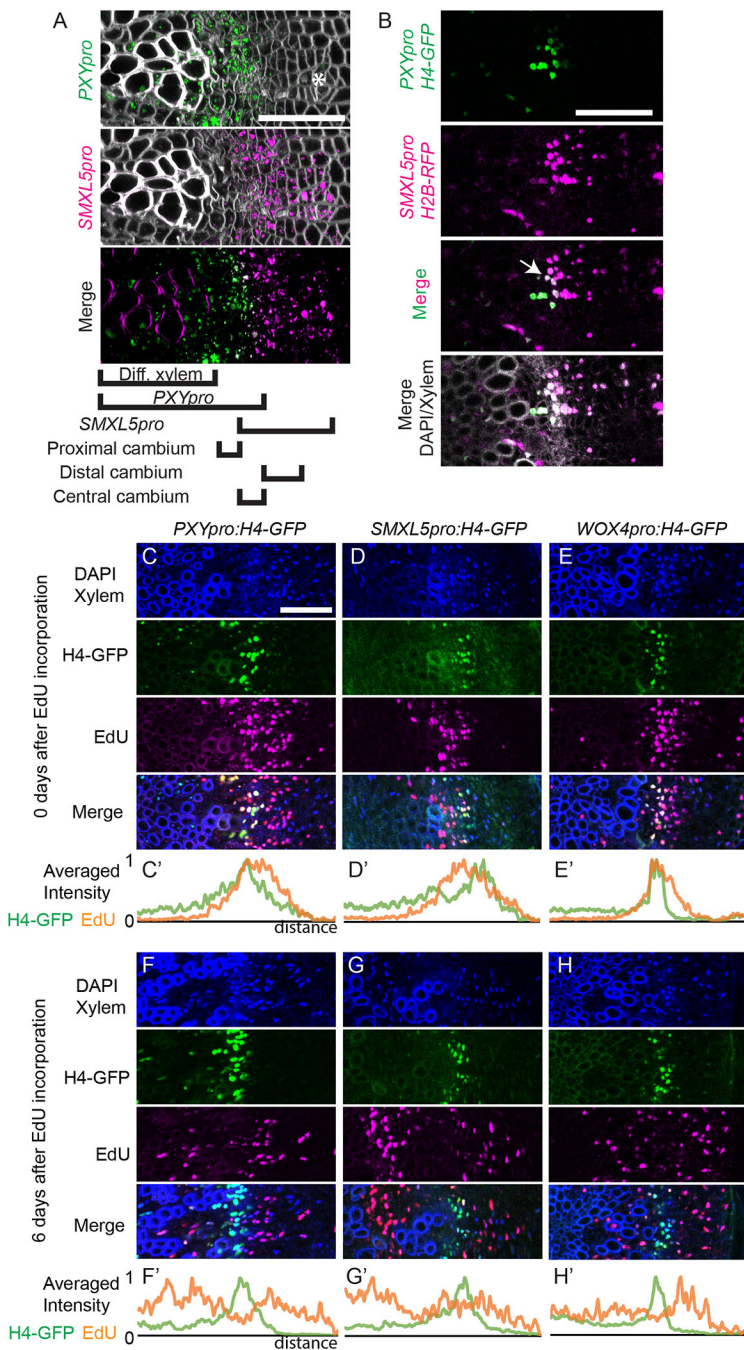 A
B
PXYpro
SMXL5pro
Merge
*
PXYpro
H4-GFP
SMXL5pro
H2B-RFP
Merge
Merge
DAPI/Xylem
Diff. xylem
PXYpro
SMXL5pro
Proximal cambium
Distal cambium
Central cambium
PXYpro:H4-GFP
SMXL5pro:H4-GFP
WOX4pro:H4-GFP
0 days after EdU incorporation
C
D
E
DAPI
Xylem
H4-GFP
EdU
Merge
Averaged
Intensity
1
0
H4-GFP EdU
C'
D'
E'
distance
6 days after EdU incorporation
F
G
H
DAPI
Xylem
H4-GFP
EdU
Merge
Averaged
Intensity
1
0
H4-GFP EdU
F'
G'
H'
distance